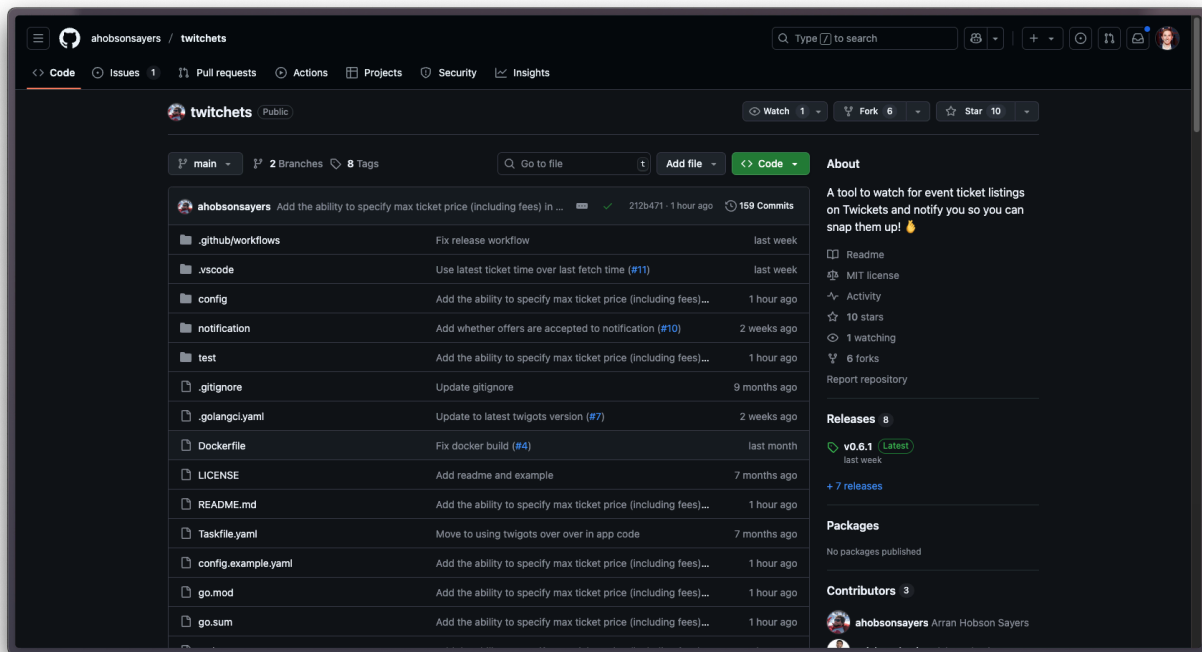 ahobsonsayers / twitchets
Type / to search
Code Issues 1 Pull requests Actions Projects Security Insights
twitchets Public
Watch 1 Fork 6 Star 10
main 2 Branches 8 Tags Go to file t Add file Code
ahobsonsayers Add the ability to specify max ticket price (including fees) in ... 212b471 · 1 hour ago 159 Commits
.github/workflows Fix release workflow last week
.vscode Use latest ticket time over last fetch time (#11) last week
config Add the ability to specify max ticket price (including fees)... 1 hour ago
notification Add whether offers are accepted to notification (#10) 2 weeks ago
test Add the ability to specify max ticket price (including fees)... 1 hour ago
.gitignore Update gitignore 9 months ago
.golangci.yaml Update to latest twigots version (#7) 2 weeks ago
Dockerfile Fix docker build (#4) last month
LICENSE Add readme and example 7 months ago
README.md Add the ability to specify max ticket price (including fees)... 1 hour ago
Taskfile.yaml Move to using twigots over over in app code 7 months ago
config.example.yaml Add the ability to specify max ticket price (including fees)... 1 hour ago
go.mod Add the ability to specify max ticket price (including fees)... 1 hour ago
go.sum Add the ability to specify max ticket price (including fees)... 1 hour ago
About
A tool to watch for event ticket listings
on Twickets and notify you so you can
snap them up!
Readme
MIT license
Activity
10 stars
1 watching
6 forks
Report repository
Releases 8
v0.6.1 Latest
last week
+ 7 releases
Packages
No packages published
Contributors 3
ahobsonsayers Arran Hobson Sayers